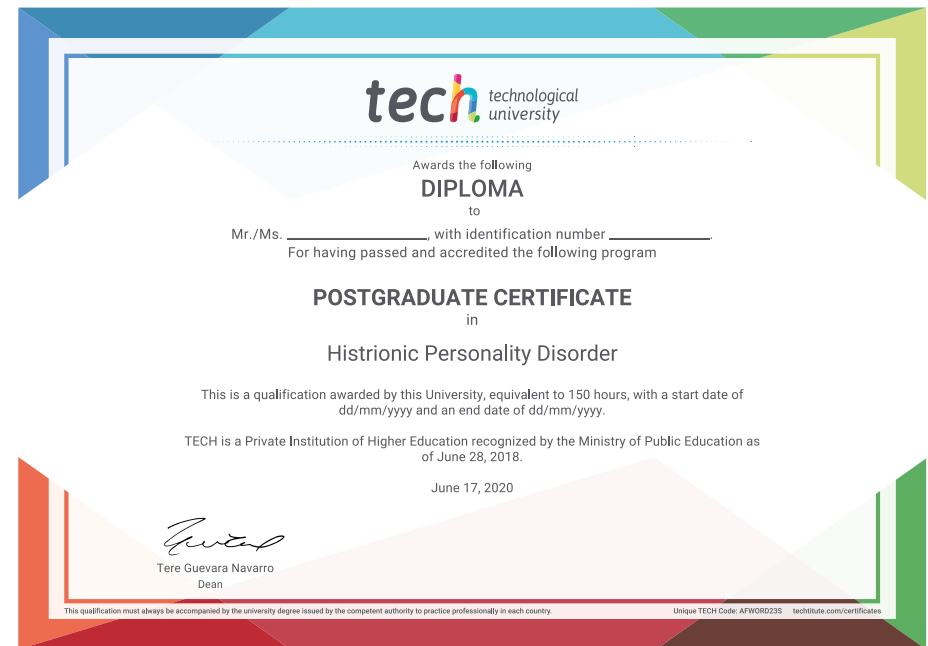 tech technological
university
Awards the following
DIPLOMA
to
Mr./Ms. ____________________, with identification number ______________.
For having passed and accredited the following program
POSTGRADUATE CERTIFICATE
in
Histrionic Personality Disorder
This is a qualification awarded by this University, equivalent to 150 hours, with a start date of
dd/mm/yyyy and an end date of dd/mm/yyyy.
TECH is a Private Institution of Higher Education recognized by the Ministry of Public Education as
of June 28, 2018.
June 17, 2020
Tere Guevara Navarro
Dean
This qualification must always be accompanied by the university degree issued by the competent authority to practice professionally in each country.
Unique TECH Code: AFWORD23S techtitute.com/certificates